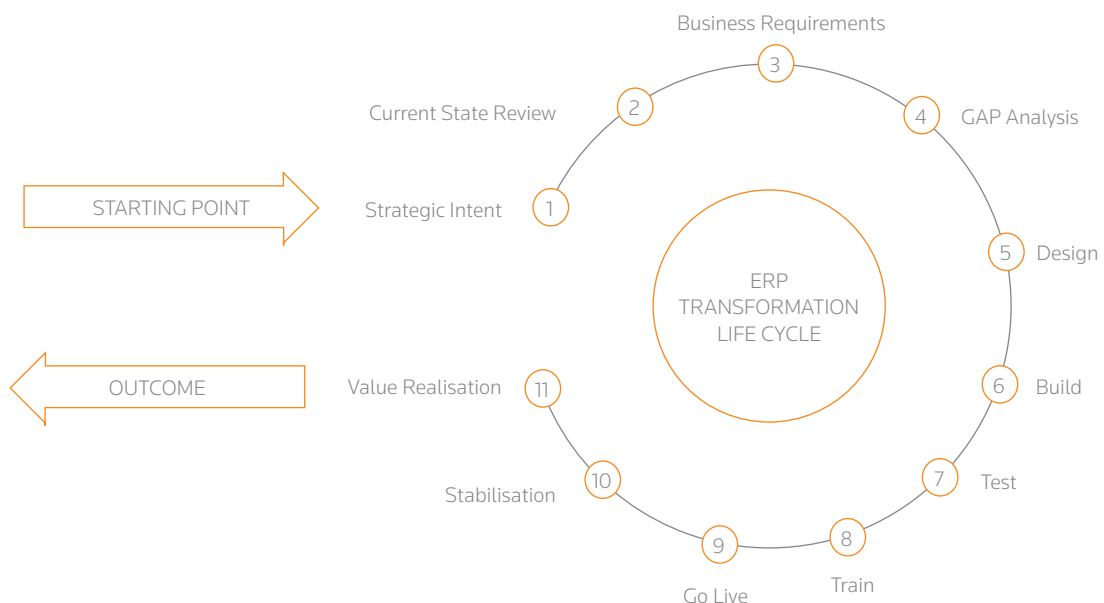 Business Requirements
3
2
Current State Review
4
GAP Analysis
STARTING POINT
Strategic Intent
1
5
Design
ERP
TRANSFORMATION
LIFE CYCLE
OUTCOME
Value Realisation
11
6
Build
7
Test
10
Stabilisation
9
Go Live
8
Train